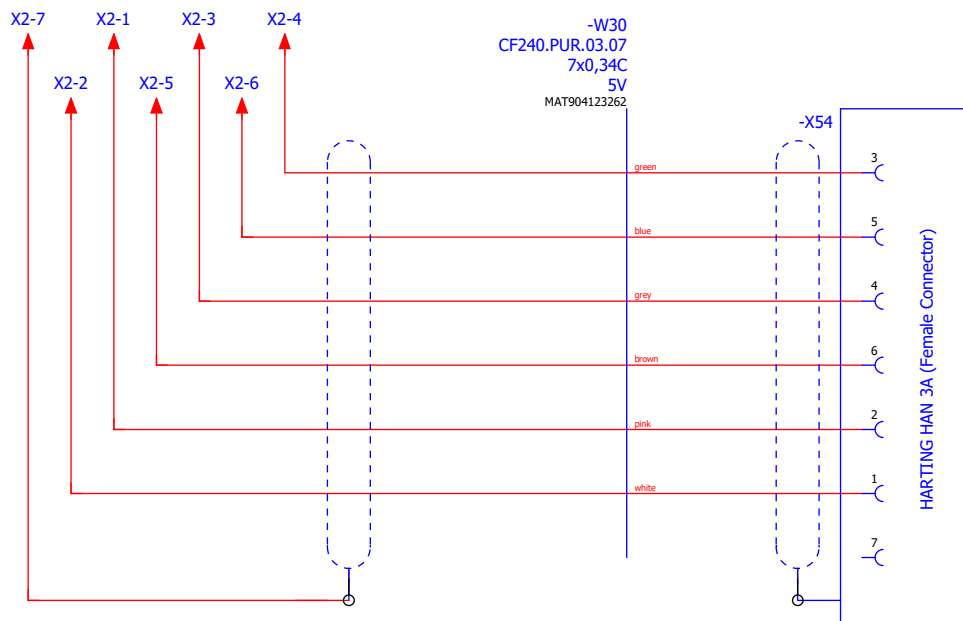 X2-7
X2-1
X2-3
X2-4
X2-2
X2-5
X2-6
-W30
CF240.PUR.03.07
7x0,34C
5V
MAT904123262
-X54
green
3
blue
5
grey
4
brown
6
pink
2
white
1
7
HARTING HAN 3A (Female Connector)